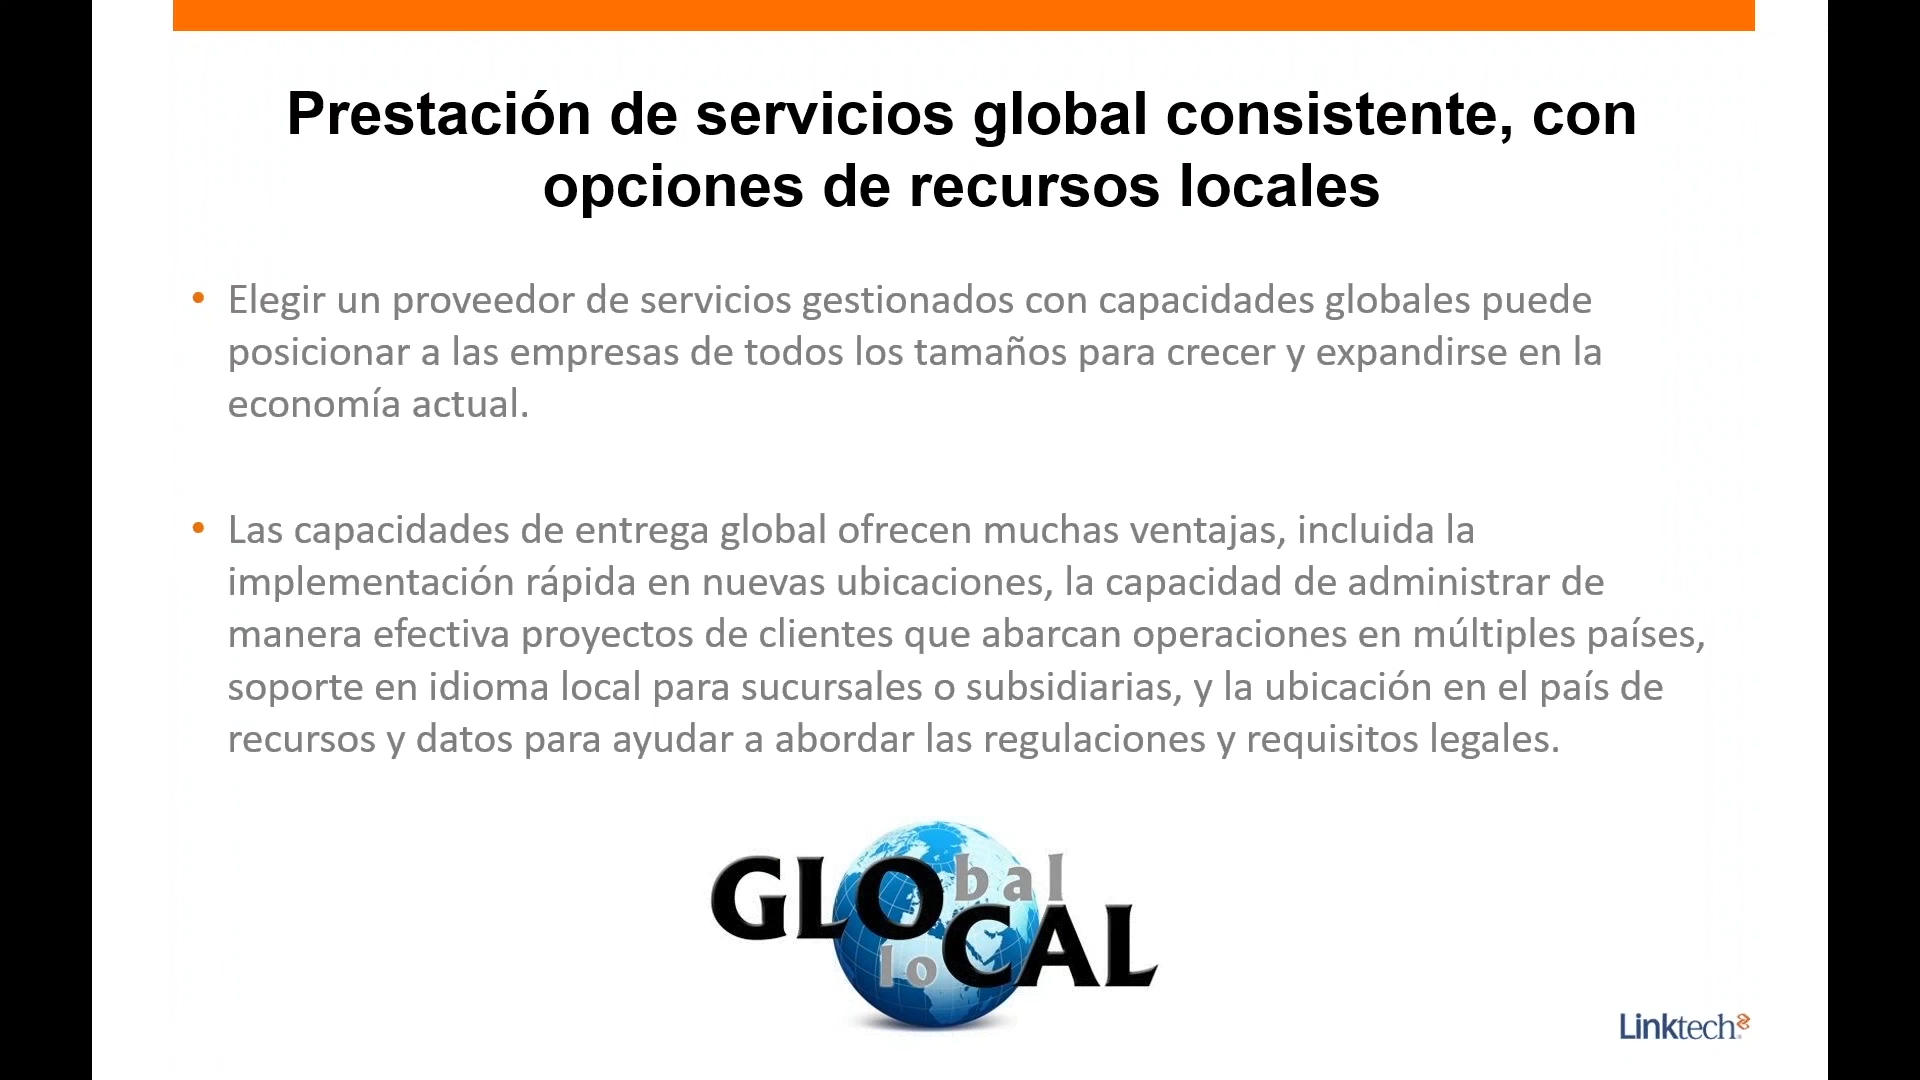 Prestación de servicios global consistente, con
opciones de recursos locales
• Elegir un proveedor de servicios gestionados con capacidades globales puede
posicionar a las empresas de todos los tamaños para crecer y expandirse en la
economía actual.
• Las capacidades de entrega global ofrecen muchas ventajas, incluida la
implementación rápida en nuevas ubicaciones, la capacidad de administrar de
manera efectiva proyectos de clientes que abarcan operaciones en múltiples países,
soporte en idioma local para sucursales o subsidiarias, y la ubicación en el país de
recursos y datos para ayudar a abordar las regulaciones y requisitos legales.
GLObal
loCAL
Linktech